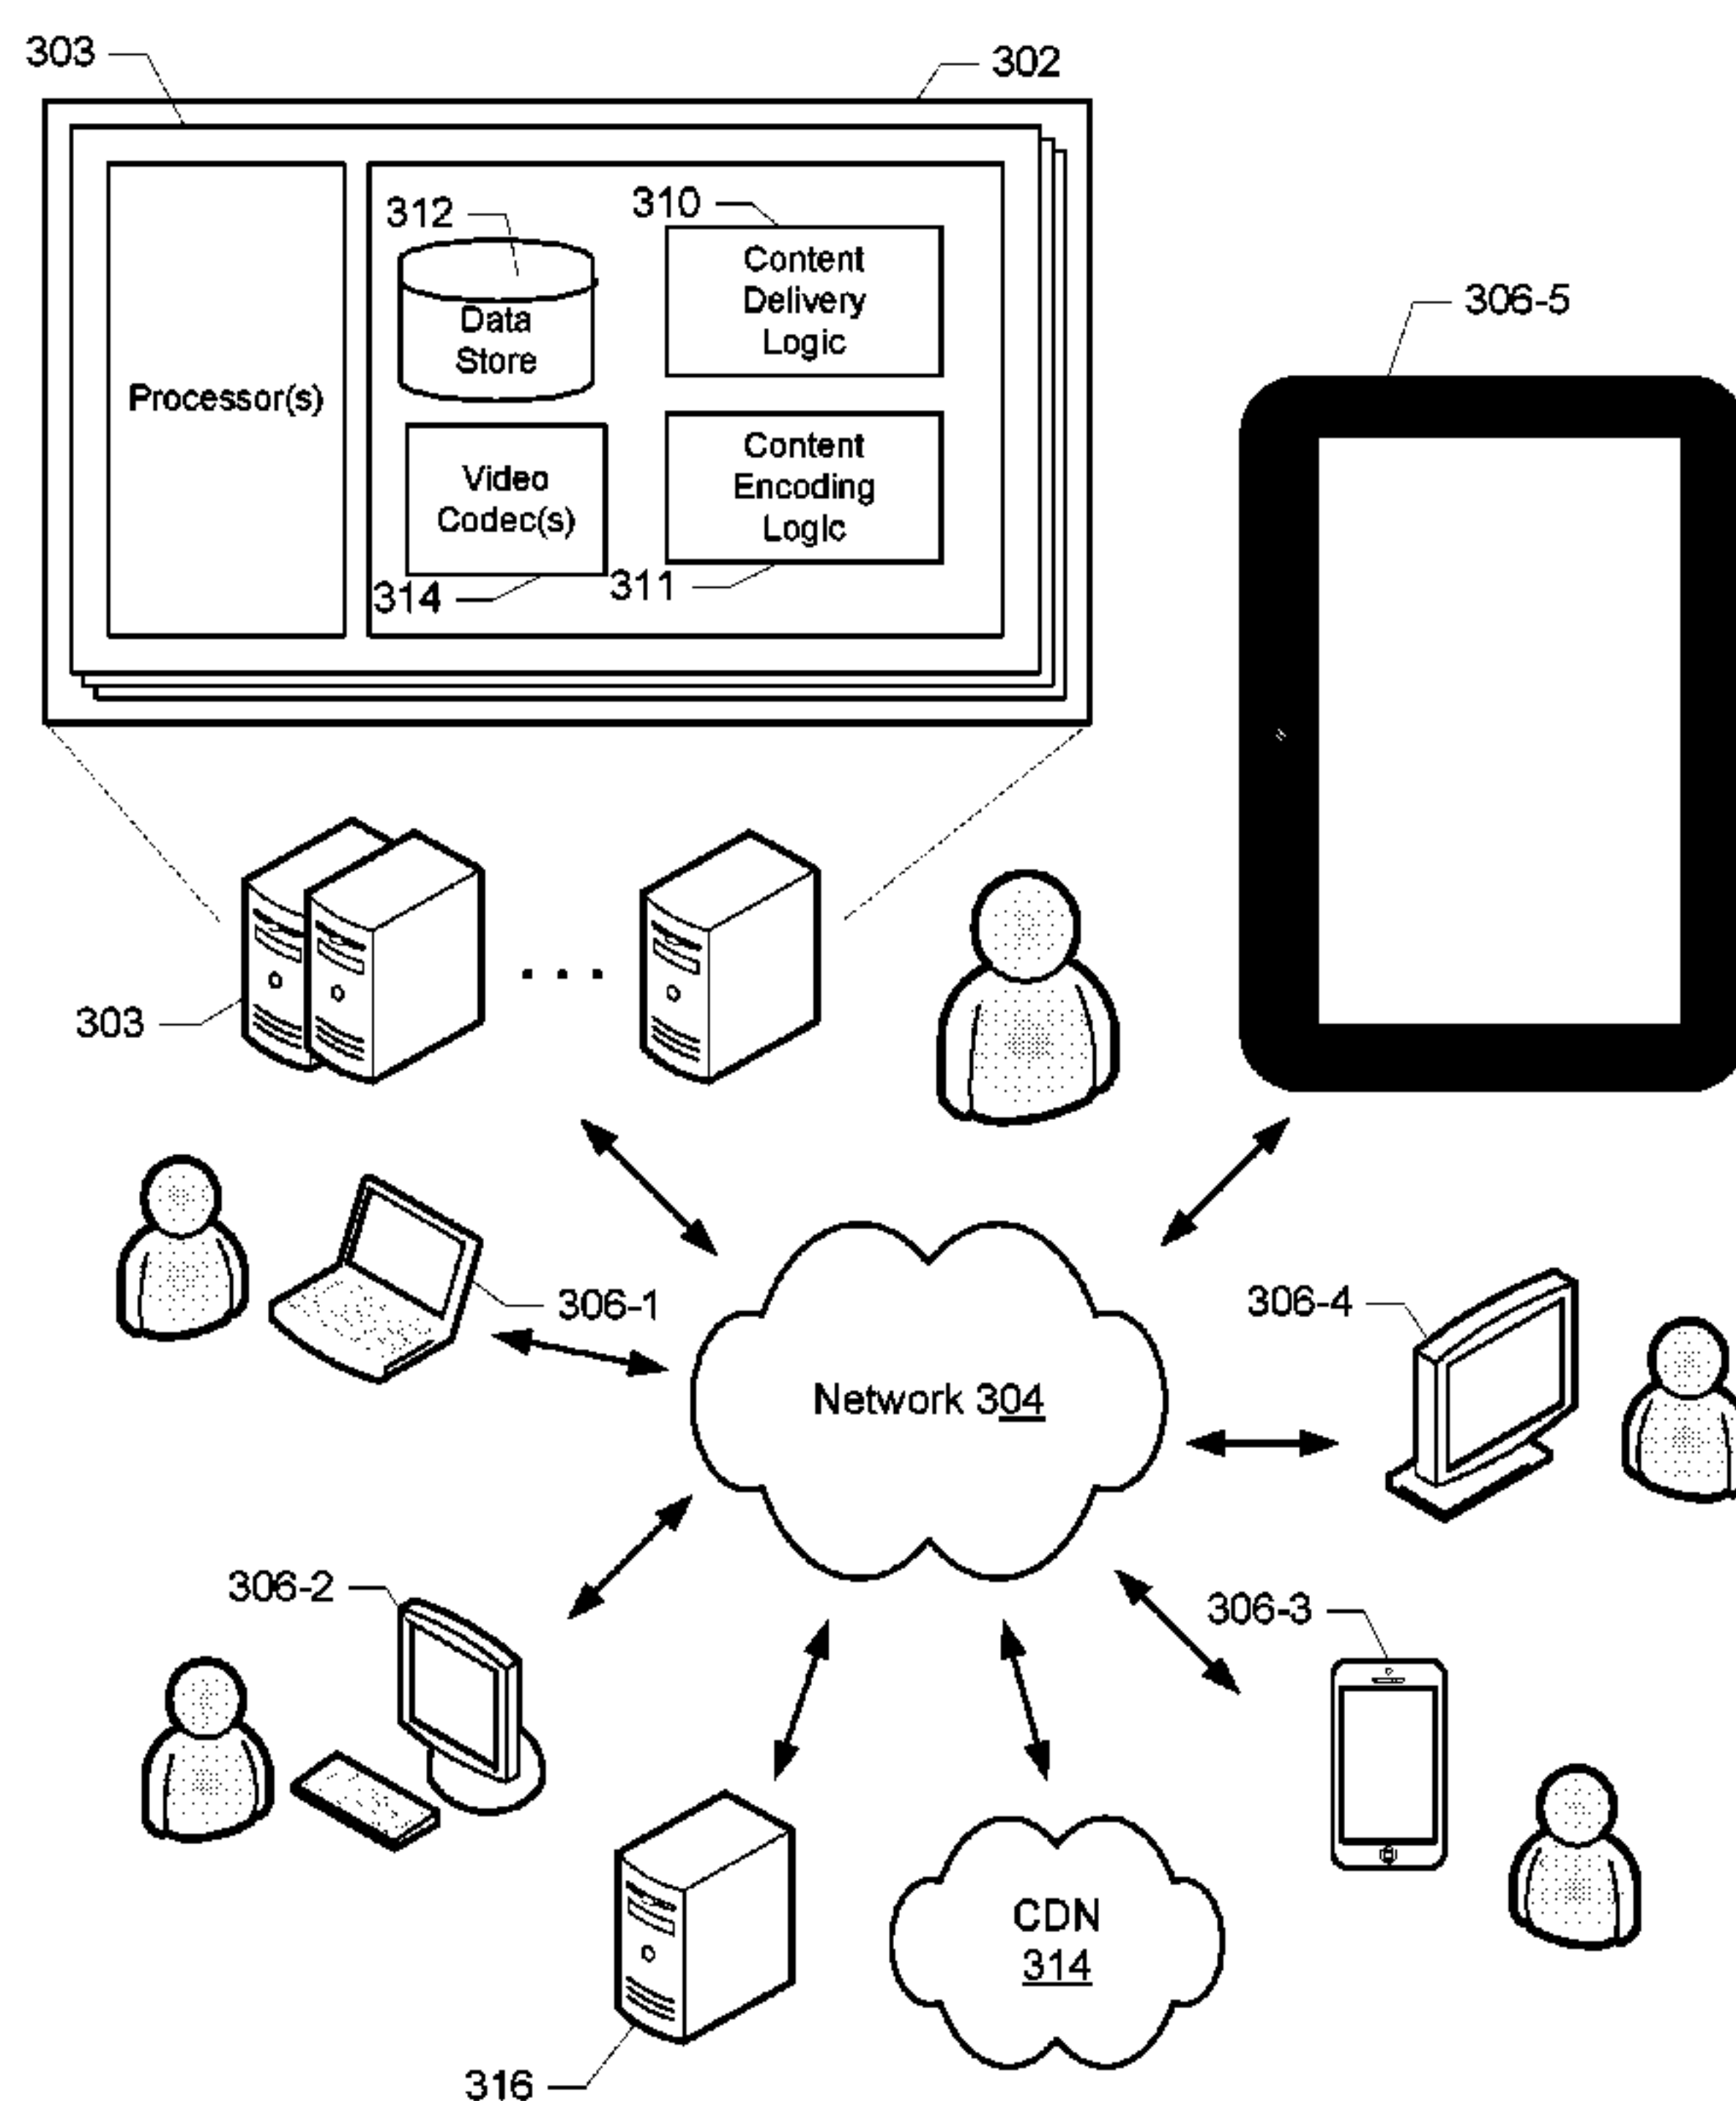 303
302
312
310
Content
Delivery
Logic
Data
Store
Processor(s)
306-5
Content
Encoding
Logic
Video
Codec(s)
314
311
303
306-1
306-4
Network 304
306-2
306-3
CDN
314
316